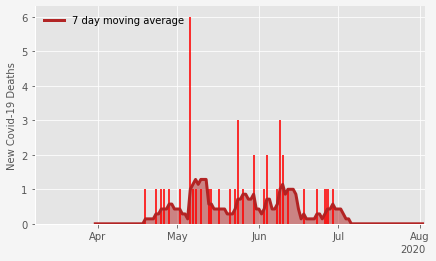 7 day moving average
New Covid-19 Deaths
6
5
4
3
2
1
0
Apr
May
Jun
Jul
Aug
2020